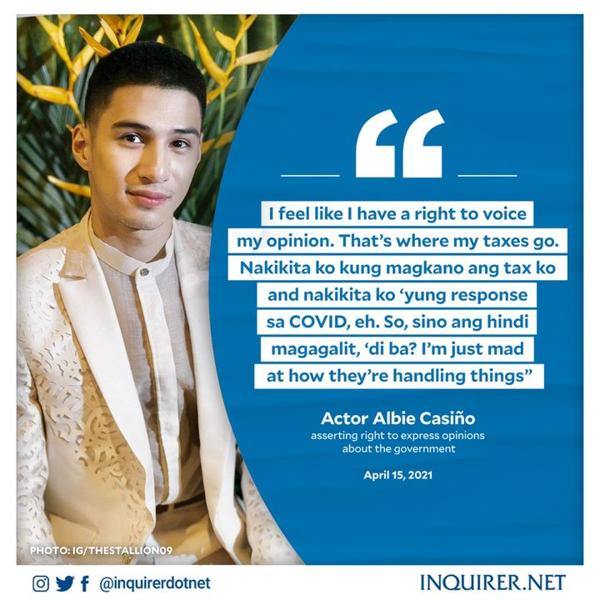 “
I feel like I have a right to voice
my opinion. That's where my taxes go.
Nakikita ko kung magkano ang tax ko
and nakikita ko ‘yung response
sa COVID, eh. So, sino ang hindi
magagalit, ‘di ba? I'm just mad
at how they're handling things”
Actor Albie Casiño
asserting right to express opinions
about the government
April 15, 2021
PHOTO: IG/THESTALLION09
@inquirerdotnet
INQUIRER.NET